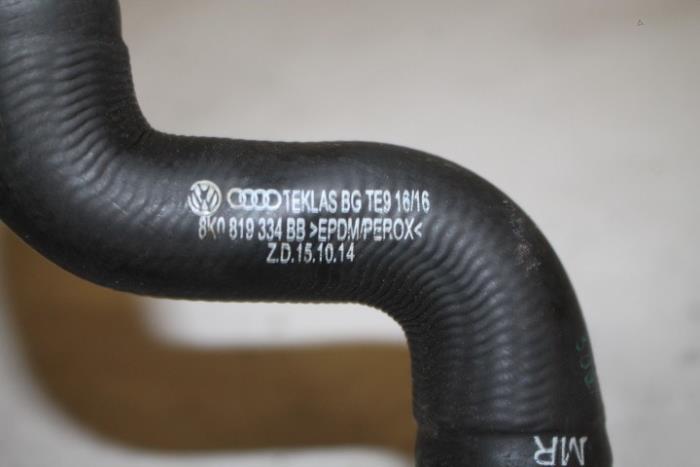 TEKLAS BG TE9 16/16
8K0 819 334 BB >EPDM/PEROX<
Z.D.15.10.14
MR